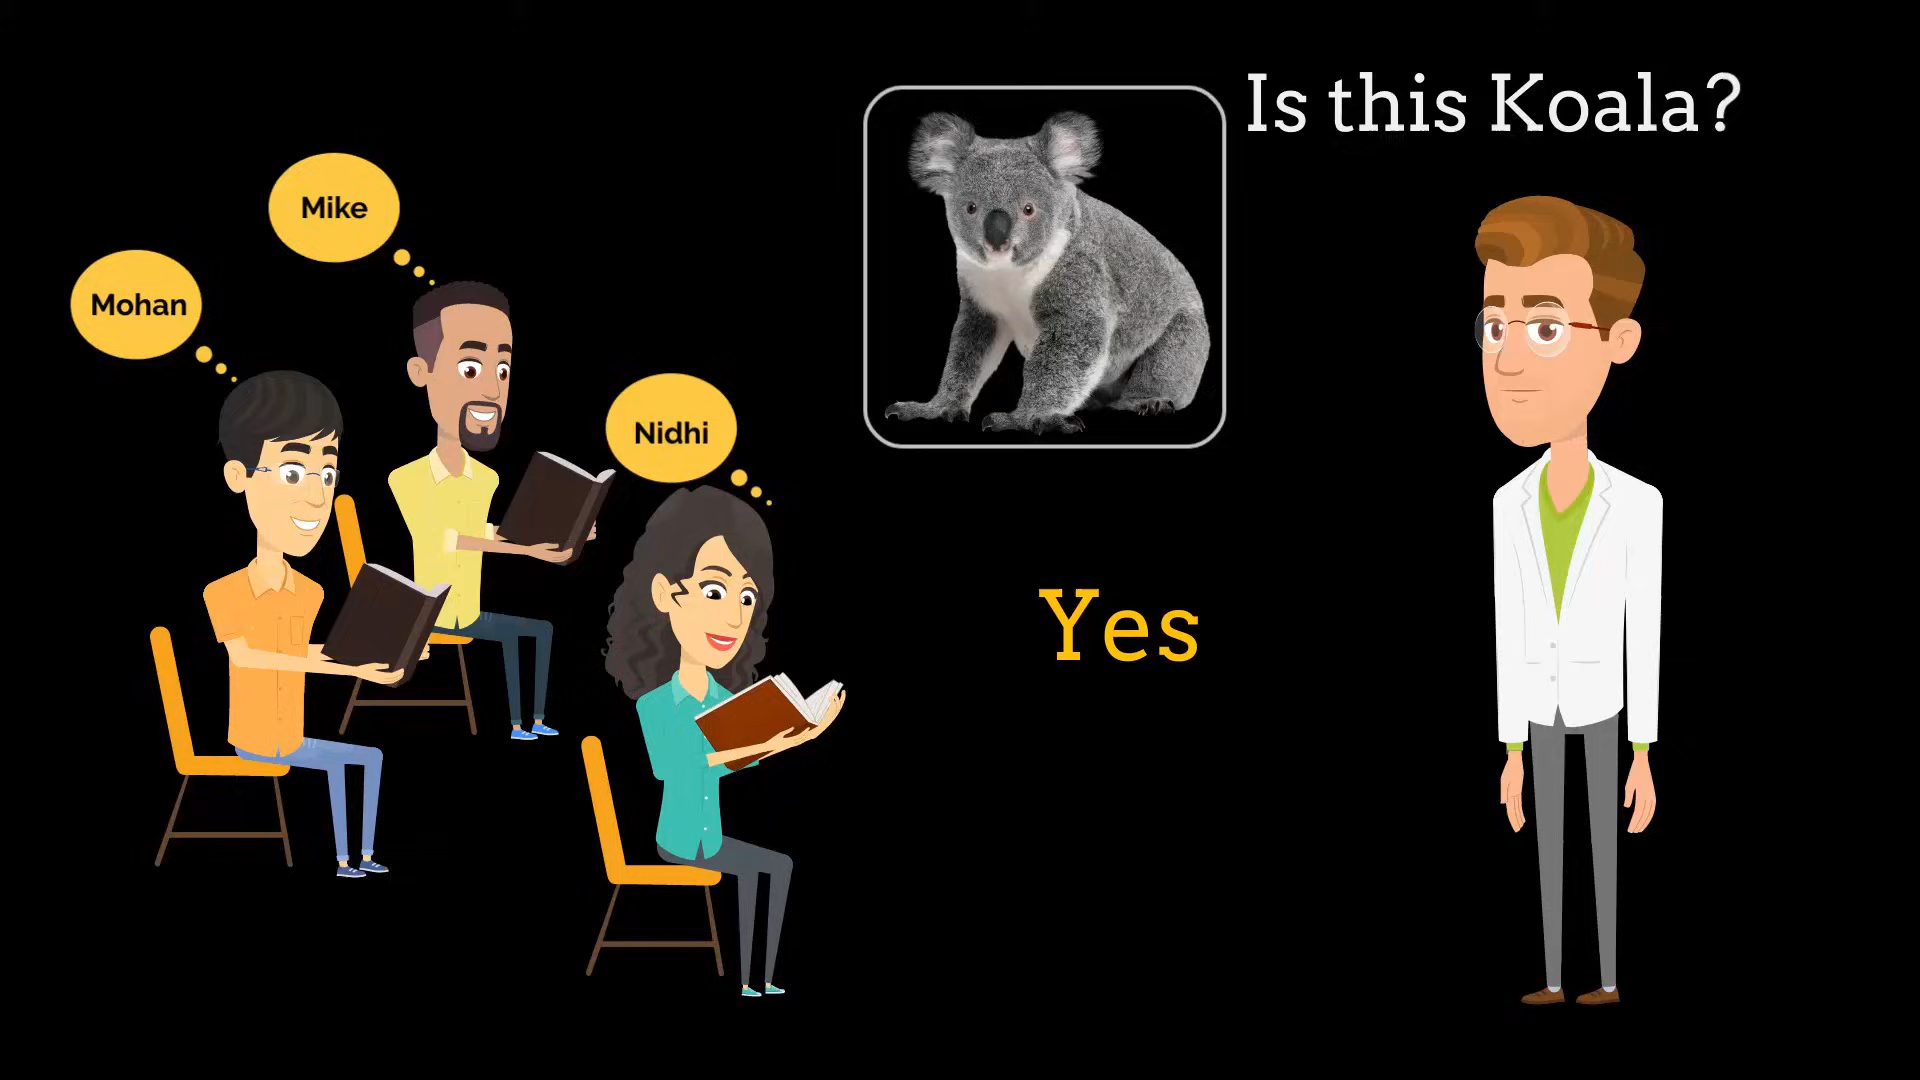 Is this Koala?
Mike
Mohan
Nidhi
Yes